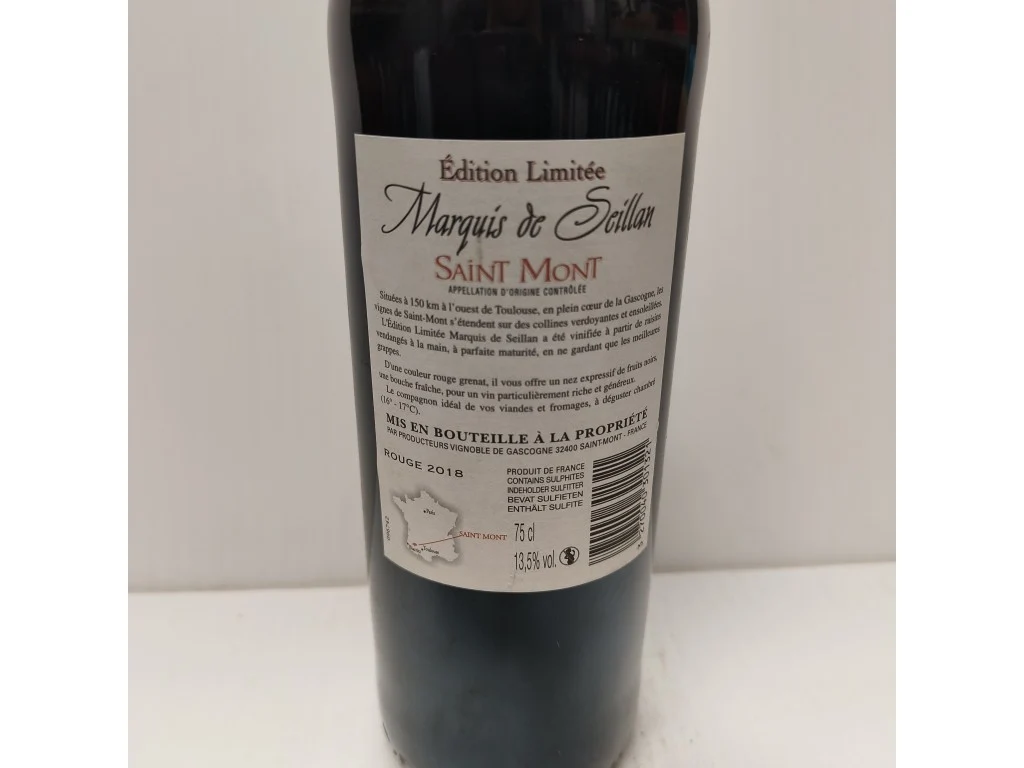 Édition Limitée
Marquis de Seillan
SAINT MONT
APPELLATION D'ORIGINE CONTRÔLÉE
Situées à 150 km à l'ouest de Toulouse, en plein cœur de la Gascogne, les
vignes de Saint-Mont s'étendent sur des collines verdoyantes et ensoleillées.
L'Édition Limitée Marquis de Seillan a été vinifiée à partir de raisins
vendangés à la main, à parfaite maturité, en ne gardant que les meilleures
grappes.
D'une couleur rouge grenat, il vous offre un nez expressif de fruits noirs,
une bouche fraîche, pour un vin particulièrement riche et généreux.
Le compagnon idéal de vos viandes et fromages, à déguster chambré
(16° - 17°C).
MIS EN BOUTEILLE À LA PROPRIÉTÉ
PAR PRODUCTEURS VIGNOBLE DE GASCOGNE 32400 SAINT-MONT - FRANCE
ROUGE 2018
PRODUIT DE FRANCE
CONTAINS SULPHITES
INDEHOLDER SULFITTER
BEVAT SULFIETEN
ENTHÄLT SULFITE
Paris
SAINT MONT
Toulouse
75 cl
13,5% vol.